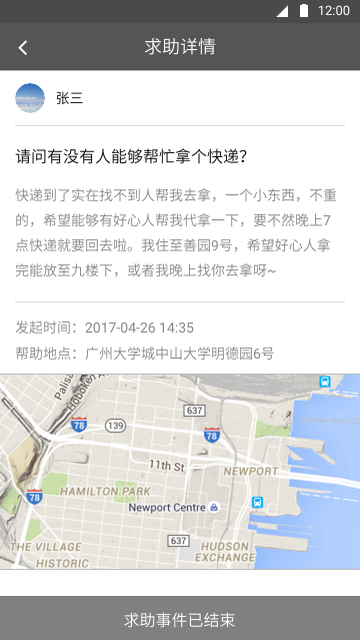 12:00
求助详情
张三
请问有没有人能够帮忙拿个快递?
快递到了实在找不到人帮我去拿，一个小东西，不重
的，希望能够有好心人帮我代拿一下，要不然晚上7
点快递就要回去啦。我住至善园9号，希望好心人拿
完能放至九楼下，或者我晚上找你去拿呀~
发起时间：2017-04-26 14:35
帮助地点：广州大学城中山大学明德园6号
Palisa
Hoboken
637
78
139
78
11th St
NEWPORT
78
HAMILTON PARK
Newport Centre
637
THE VILLAGE
HUDSON
EXCHANGE
HISTORIC
求助事件已结束